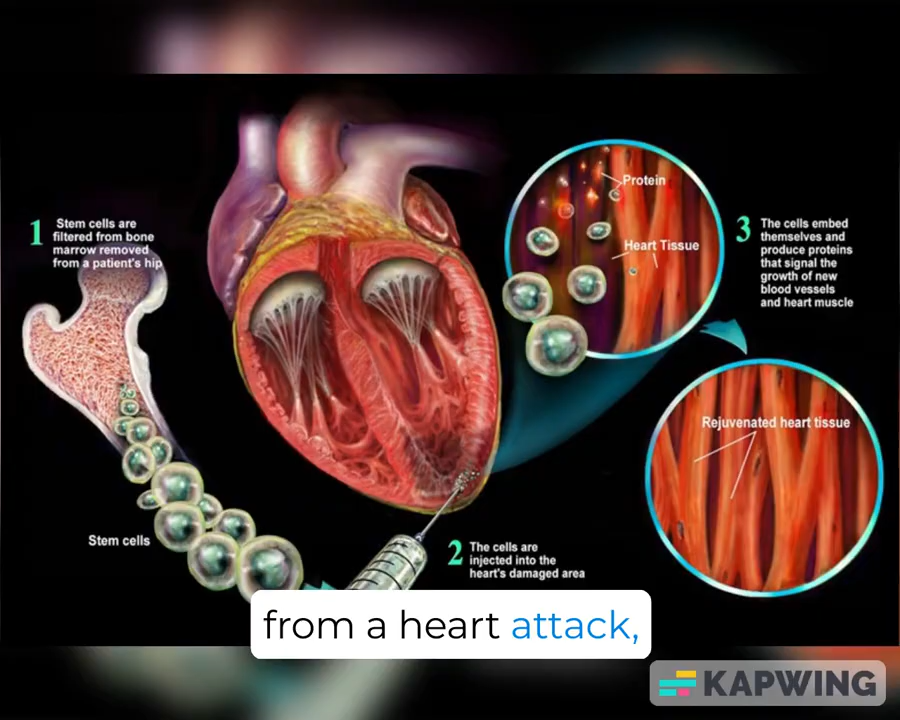 1 Stem cells are
filtered from bone
marrow removed
from a patient's hip
Protein
Heart Tissue
3 The cells embed
themselves and
produce proteins
that signal the
growth of new
blood vessels
and heart muscle
Rejuvenated heart tissue
Stem cells
2 The cells are
injected into the
heart's damaged area
from a heart attack,
KAPWING